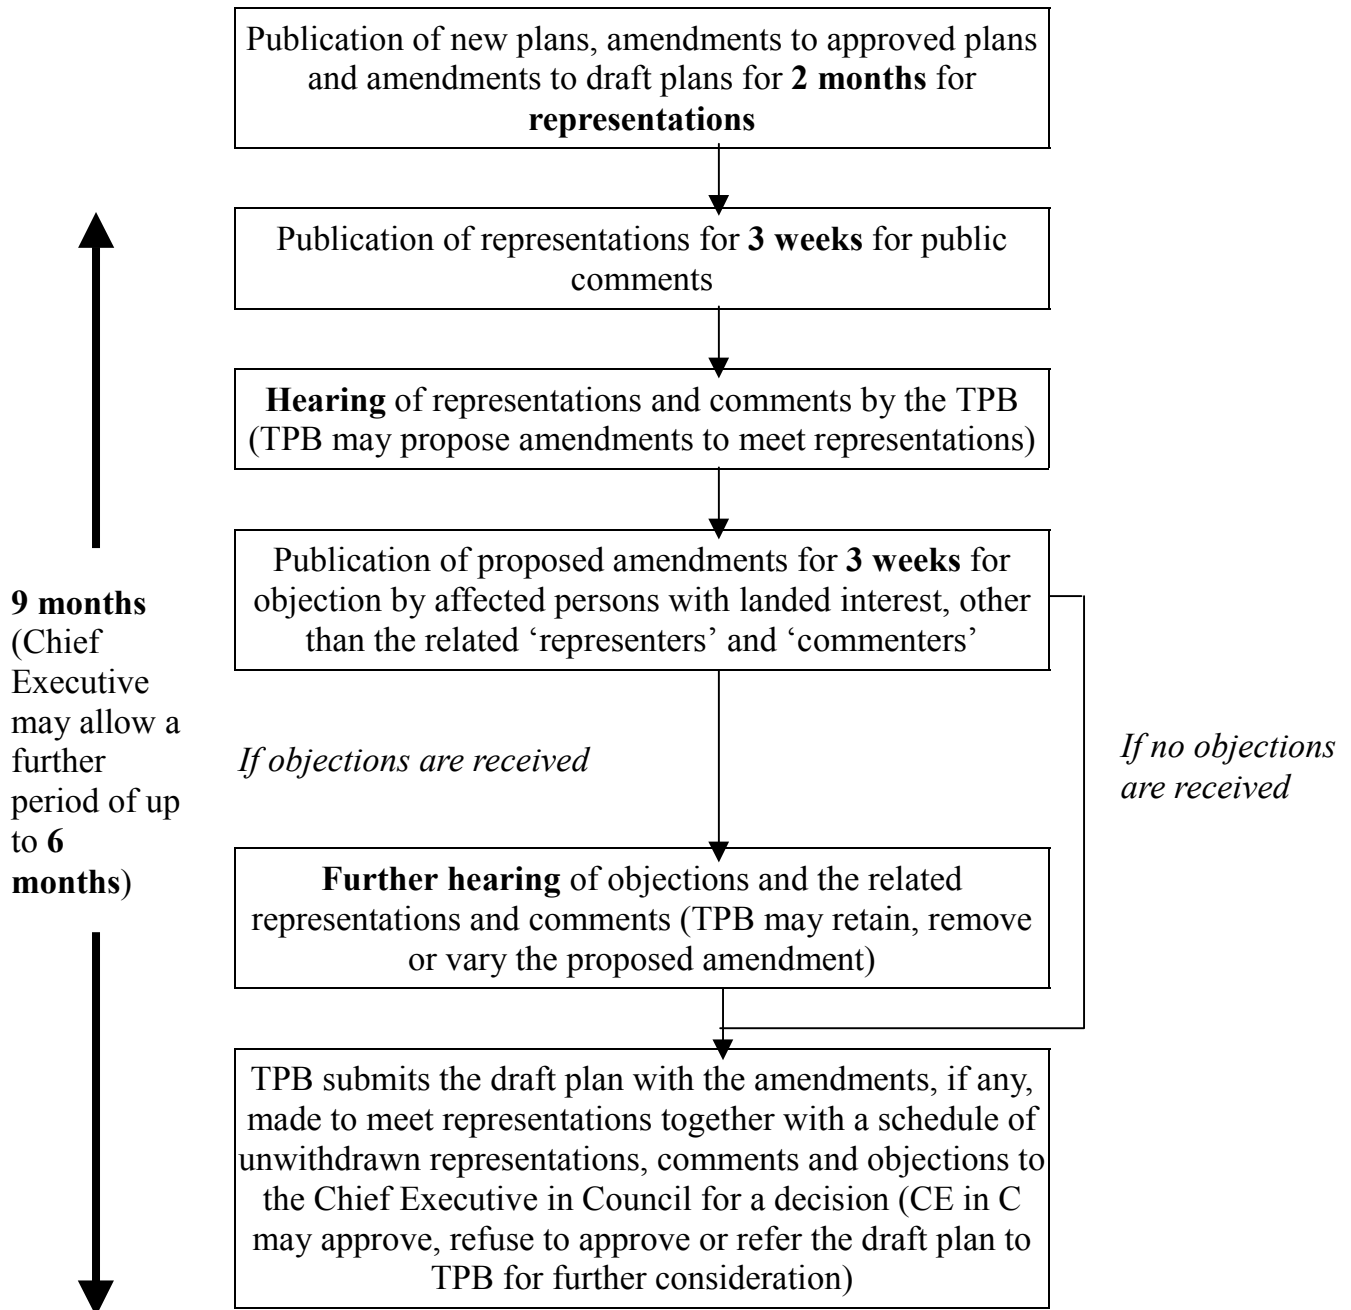 Publication of new plans, amendments to approved plans
and amendments to draft plans for 2 months for
representations
Publication of representations for 3 weeks for public
comments
Hearing of representations and comments by the TPB
(TPB may propose amendments to meet representations)
Publication of proposed amendments for 3 weeks for
objection by affected persons with landed interest, other
than the related ‘representers’ and ‘commenters’
9 months
(Chief
Executive
may allow a
further
period of up
to 6
months)
If objections are received
If no objections
are received
Further hearing of objections and the related
representations and comments (TPB may retain, remove
or vary the proposed amendment)
TPB submits the draft plan with the amendments, if any,
made to meet representations together with a schedule of
unwithdrawn representations, comments and objections to
the Chief Executive in Council for a decision (CE in C
may approve, refuse to approve or refer the draft plan to
TPB for further consideration)